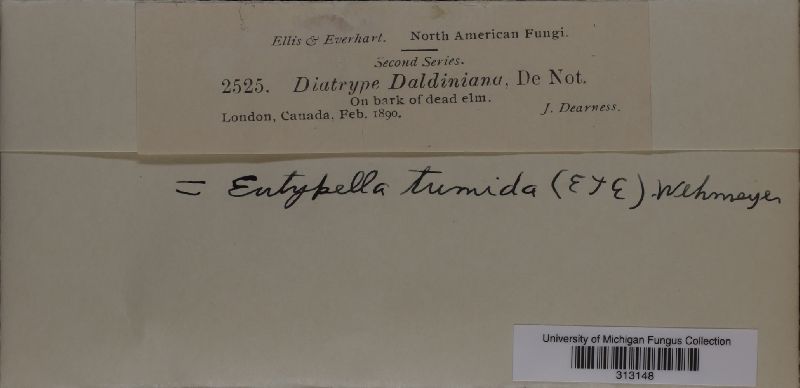 Ellis & Everhart. North American Fungi.
Second Series.
2525. Diatrype Daldiniana, De Not.
On bark of dead elm.
London, Canada, Feb. 1890. J. Dearness.
= Eutypella tumida (E & E) Wehmeyer
University of Michigan Fungus Collection
313148